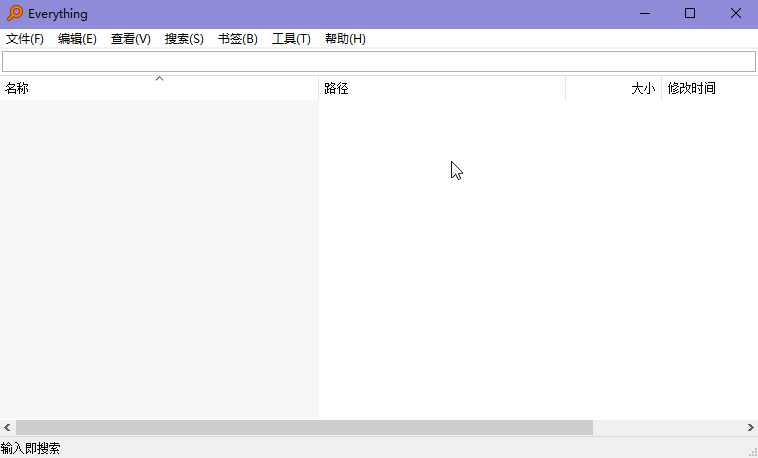 Everything
文件(F) 编辑(E) 查看(V) 搜索(S) 书签(B) 工具(T) 帮助(H)
名称 路径 大小 修改时间
输入即搜索